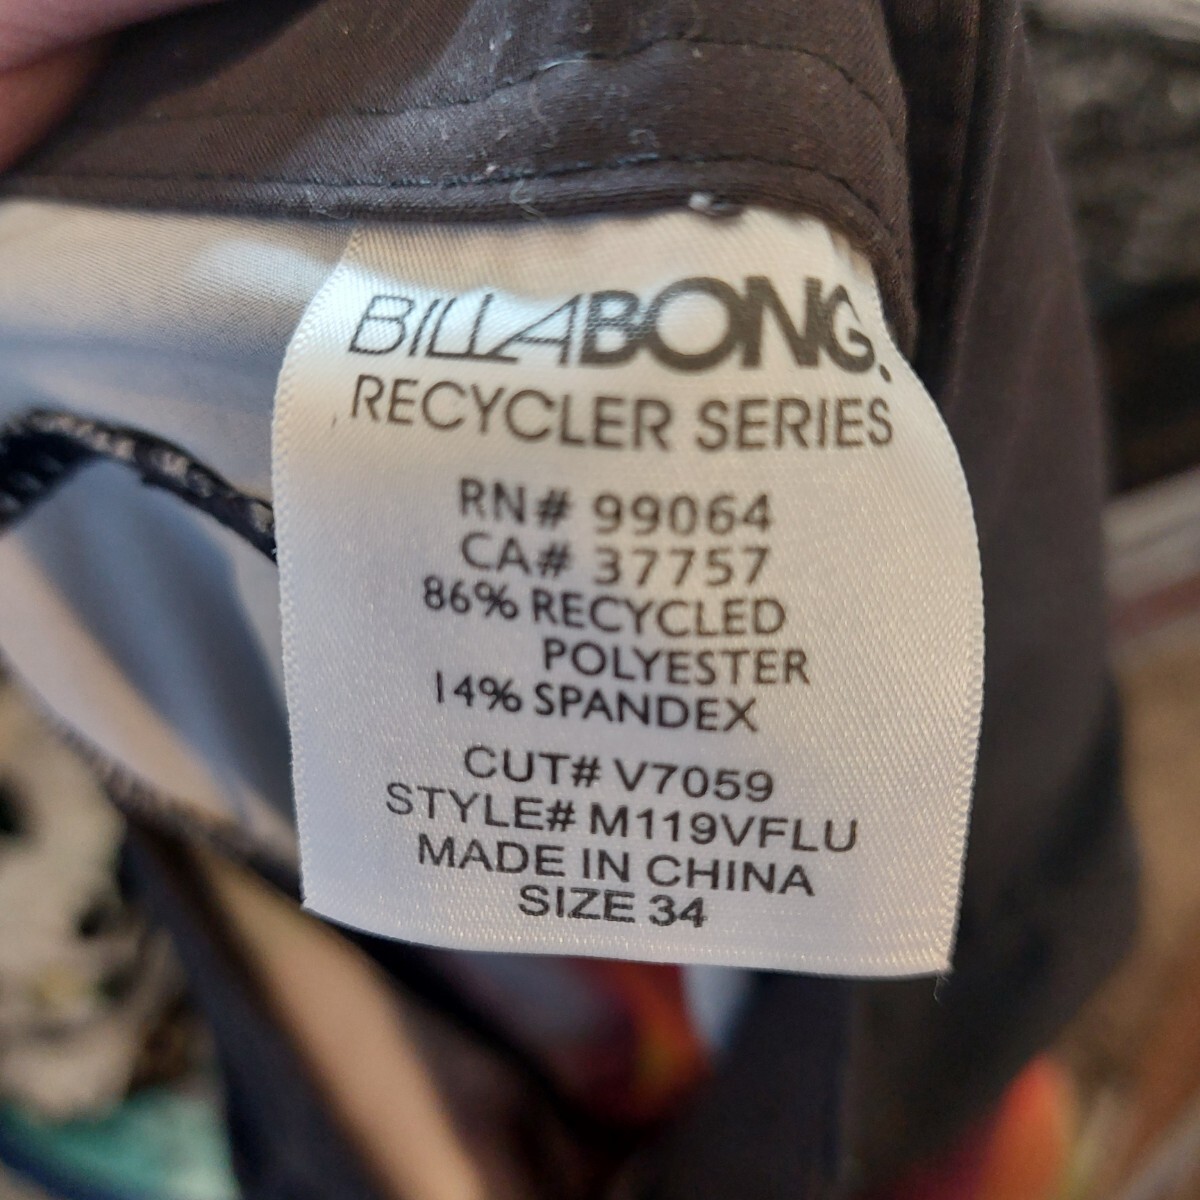 BILLABONG.
RECYCLER SERIES
RN# 99064
CA# 37757
86% RECYCLED
POLYESTER
14% SPANDEX
CUT# V7059
STYLE# M119VFLU
MADE IN CHINA
SIZE 34